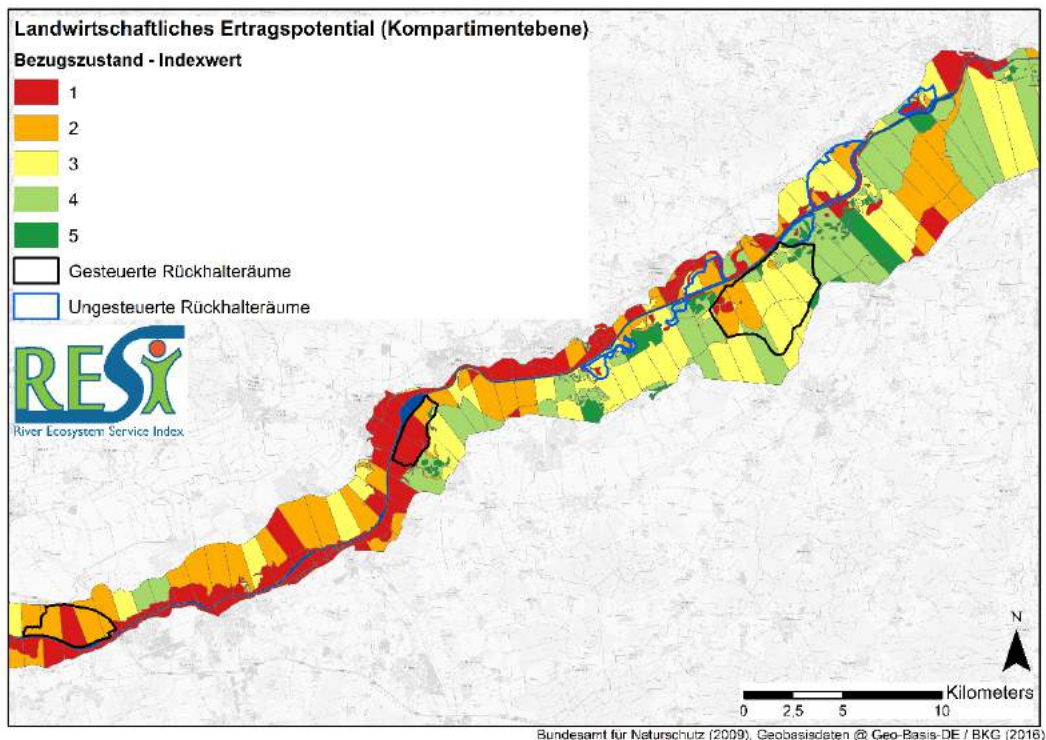 Landwirtschaftliches Ertragspotential (Kompartimentebene)
Bezugszustand - Indexwert
1
2
3
4
5
Gesteuerte Rückhalteräume
Ungesteuerte Rückhalteräume
RESI
River Ecosystem Service Index
N
Kilometers
0 2,5 5 10
Bundesamt für Naturschutz (2009), Geobasisdaten @ Geo-Basis-DE / BKG (2016)